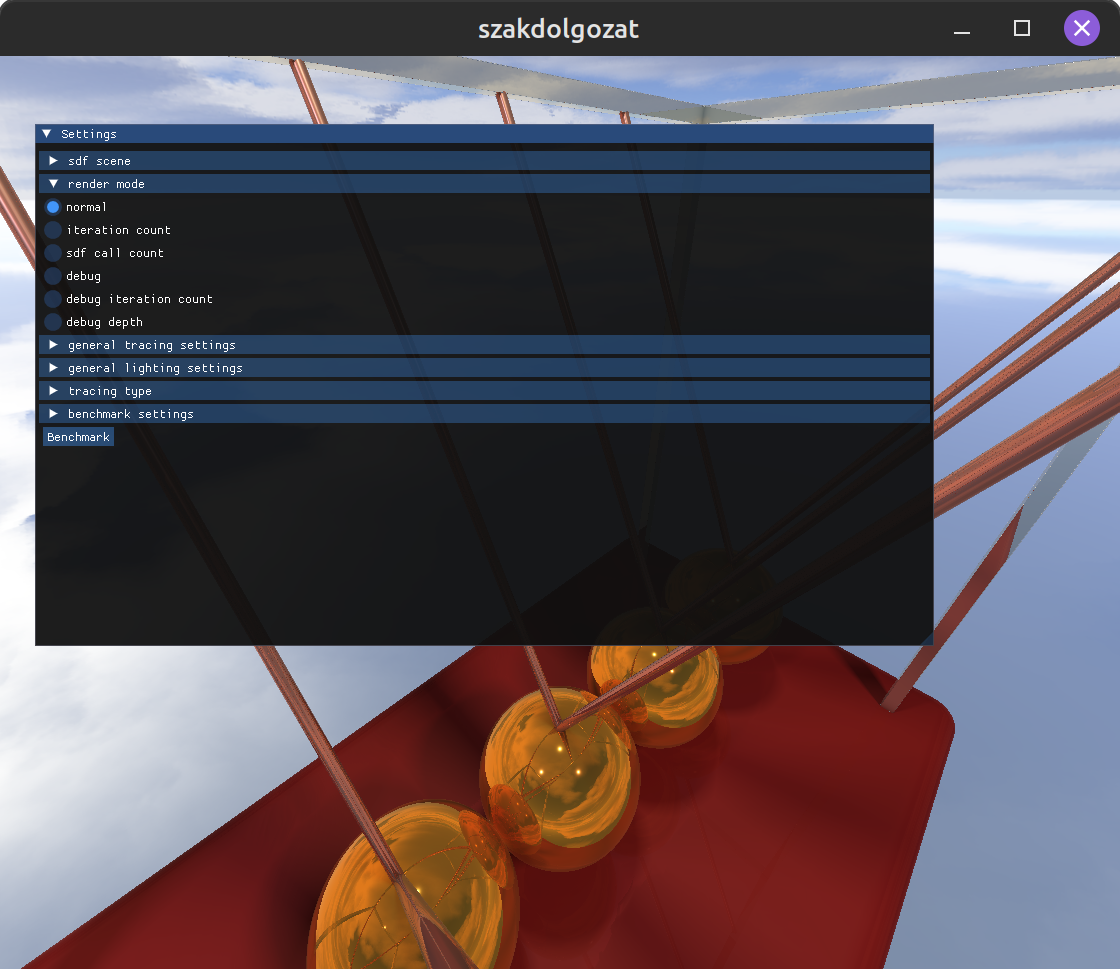 szakdolgozat
Settings
sdf scene
render mode
normal
iteration count
sdf call count
debug
debug iteration count
debug depth
general tracing settings
general lighting settings
tracing type
benchmark settings
Benchmark